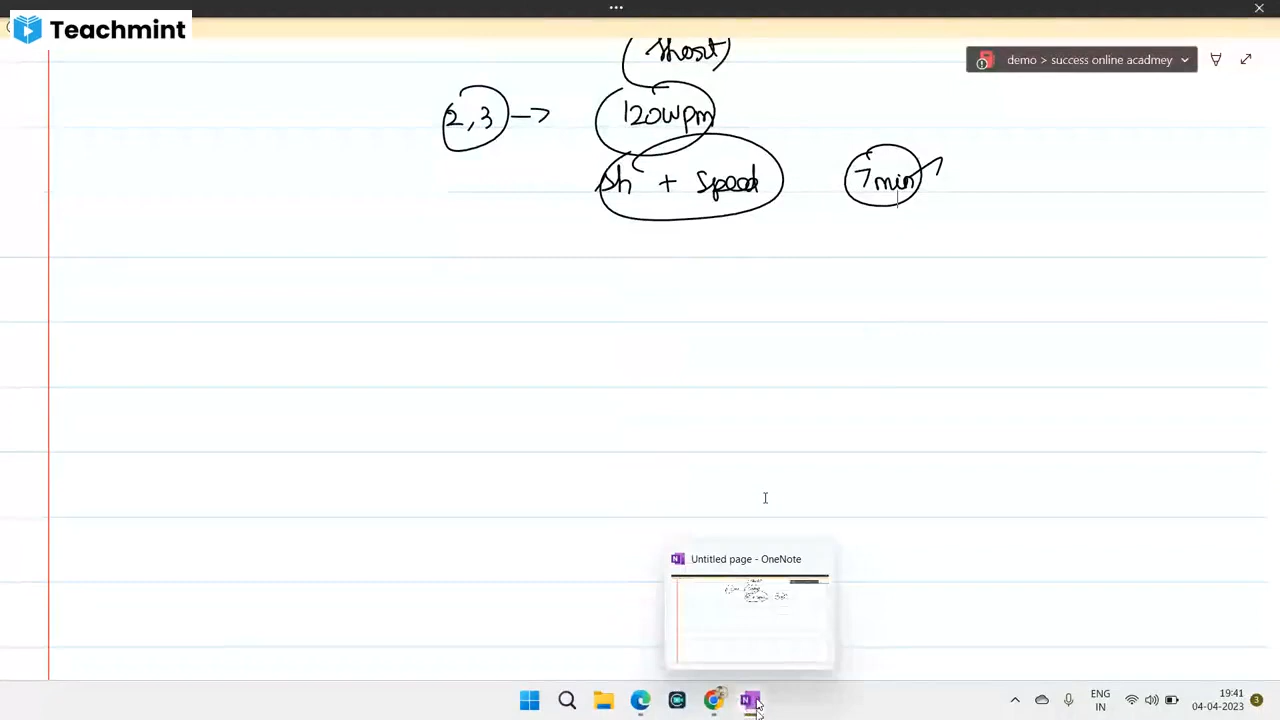 Teachmint
demo > success online acadmey
(short)
2,3 → 120wpm
sh + speed 7min
Untitled page - OneNote
ENG
IN
19:41
04-04-2023
3